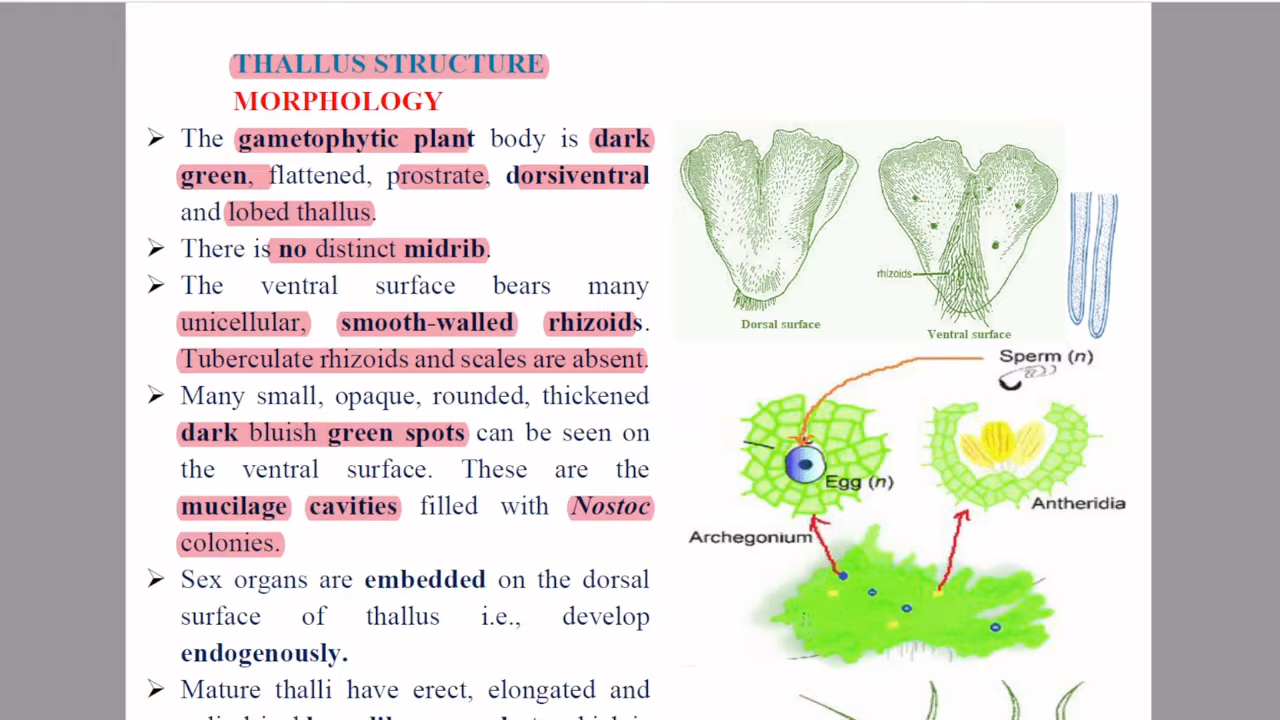 THALLUS STRUCTURE
MORPHOLOGY
➤ The gametophytic plant body is dark
green, flattened, prostrate, dorsiventral
and lobed thallus.
➤ There is no distinct midrib.
➤ The ventral surface bears many
unicellular, smooth-walled rhizoids.
Tuberculate rhizoids and scales are absent.
➤ Many small, opaque, rounded, thickened
dark bluish green spots can be seen on
the ventral surface. These are the
mucilage cavities filled with Nostoc
colonies.
➤ Sex organs are embedded on the dorsal
surface of thallus i.e., develop
endogenously.
➤ Mature thalli have erect, elongated and
rhizoids
Dorsal surface
Ventral surface
Sperm (n)
Egg (n)
Antheridia
Archegonium